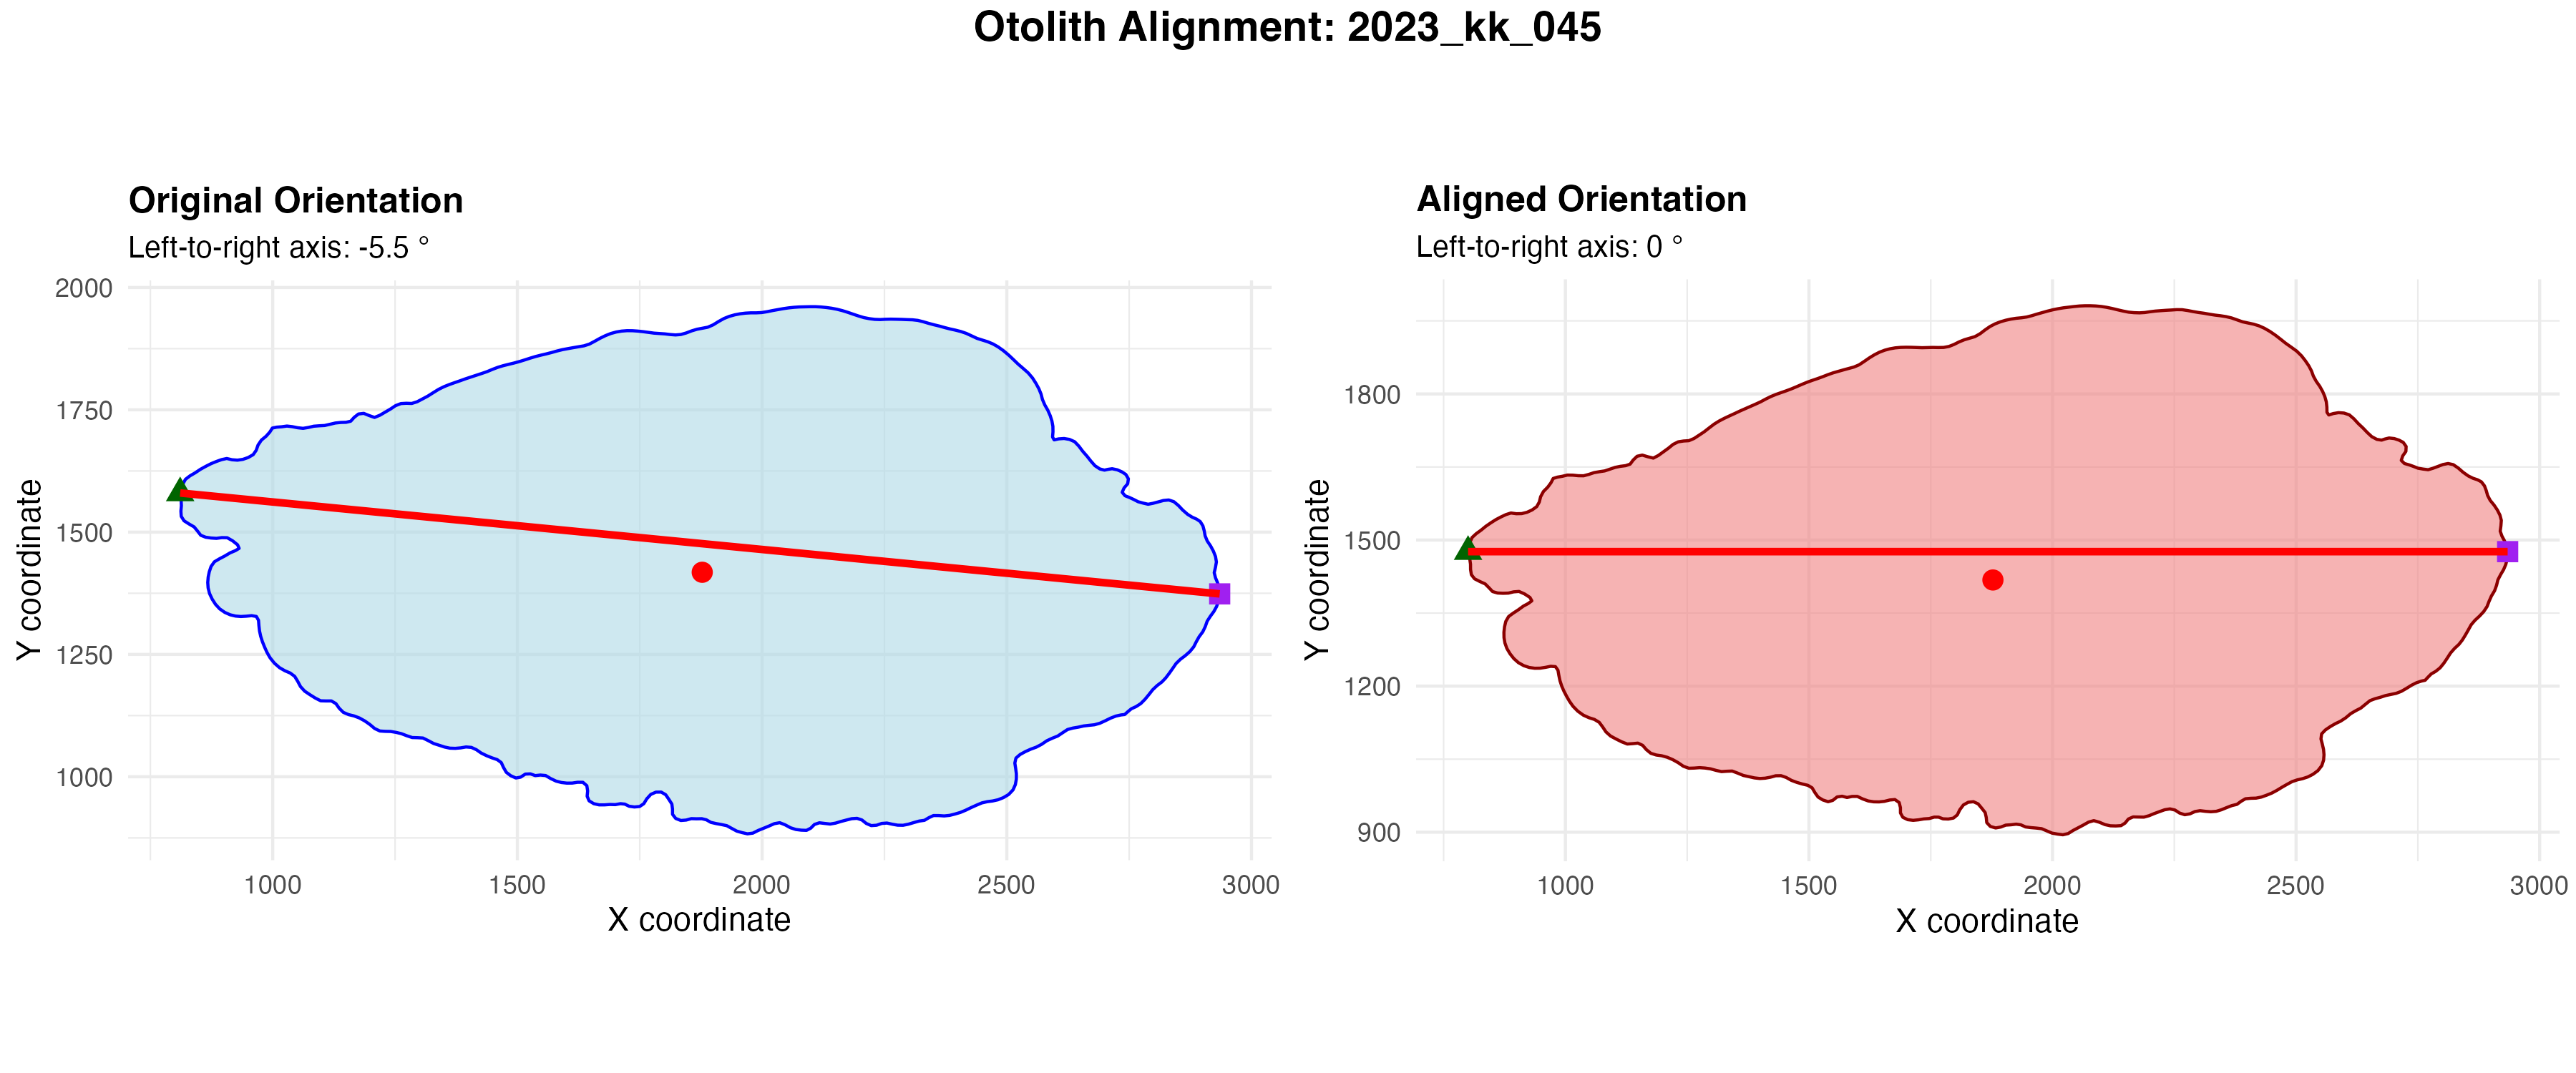 Otolith Alignment: 2023_kk_045
Original Orientation
Left-to-right axis: -5.5 °
2000
1750
1500
1250
1000
Y coordinate
1000 1500 2000 2500 3000
X coordinate
Aligned Orientation
Left-to-right axis: 0 °
1800
1500
1200
900
Y coordinate
1000 1500 2000 2500 3000
X coordinate